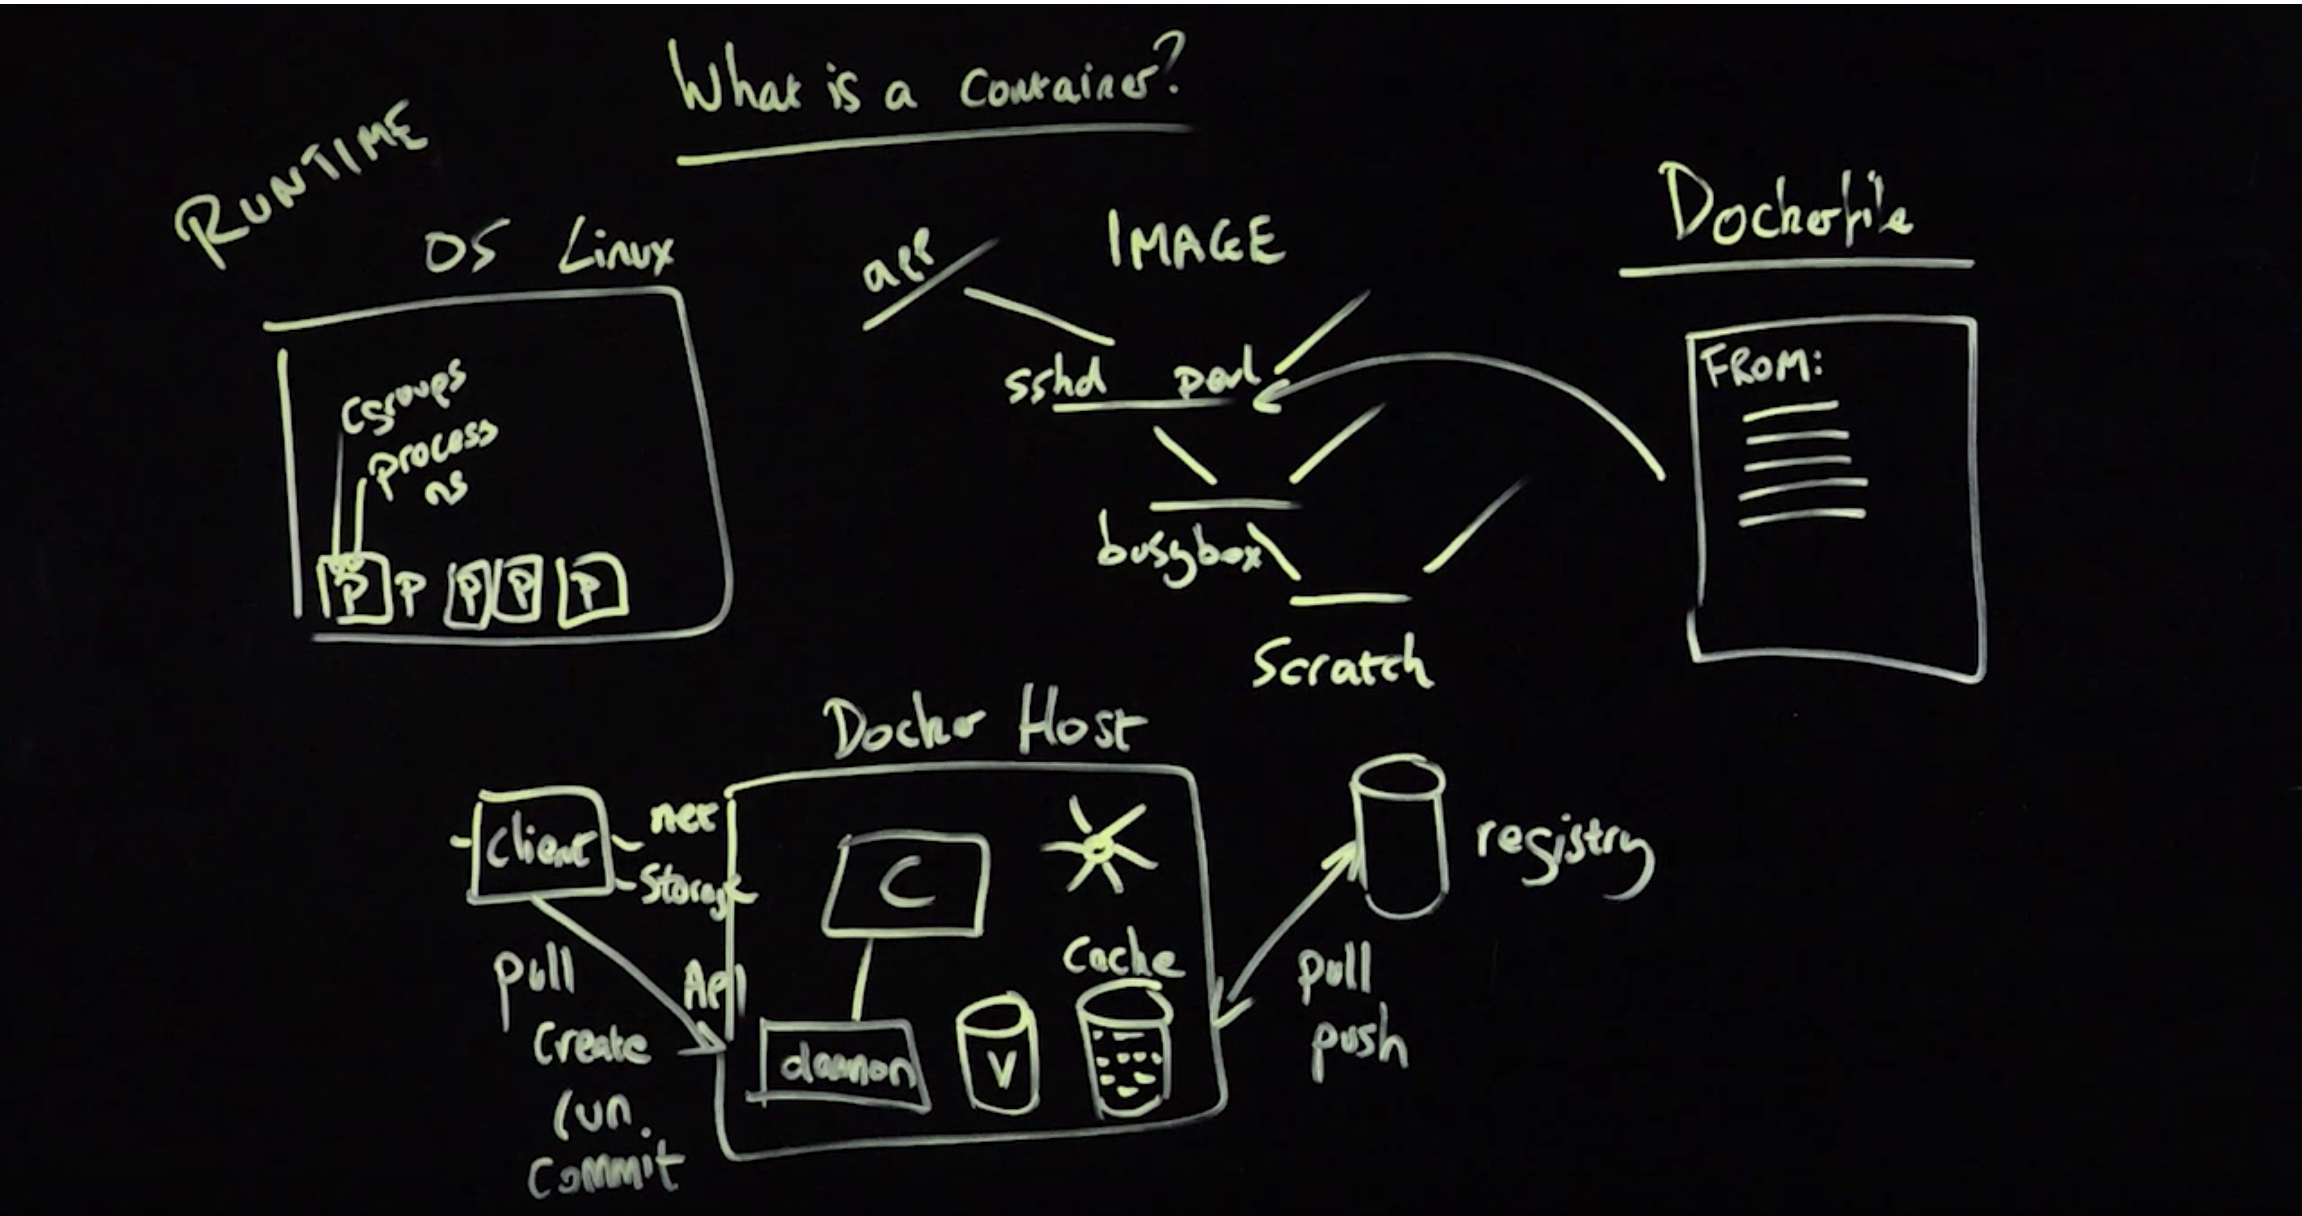 What is a Container?
RUNTIME
OS Linux
Cgroups
process
ns
P P P P P
IMAGE
app
sshd perl
busybox
Scratch
Dockerfile
FROM:
Docker Host
client
net
Storage
API
pull
Create
run.
Commit
C
daemon
V
Cache
registry
pull
push